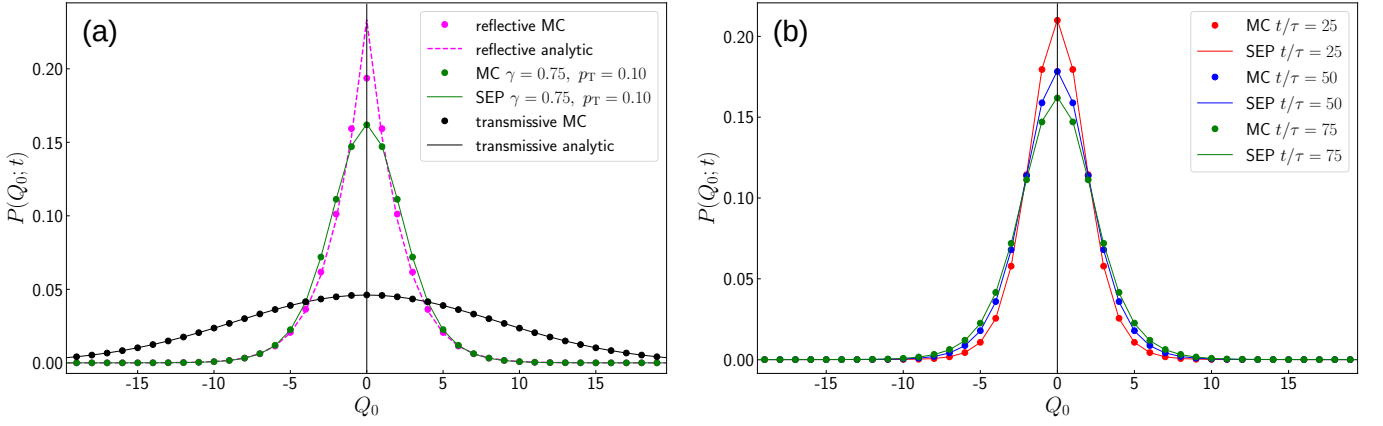 (a)
reflective MC
reflective analytic
MC γ = 0.75, p_T = 0.10
SEP γ = 0.75, p_T = 0.10
transmissive MC
transmissive analytic
P(Q_0; t)
0.20
0.15
0.10
0.05
0.00
-15
-10
-5
0
5
10
15
Q_0
(b)
MC t/τ = 25
SEP t/τ = 25
MC t/τ = 50
SEP t/τ = 50
MC t/τ = 75
SEP t/τ = 75
P(Q_0; t)
0.20
0.15
0.10
0.05
0.00
-15
-10
-5
0
5
10
15
Q_0